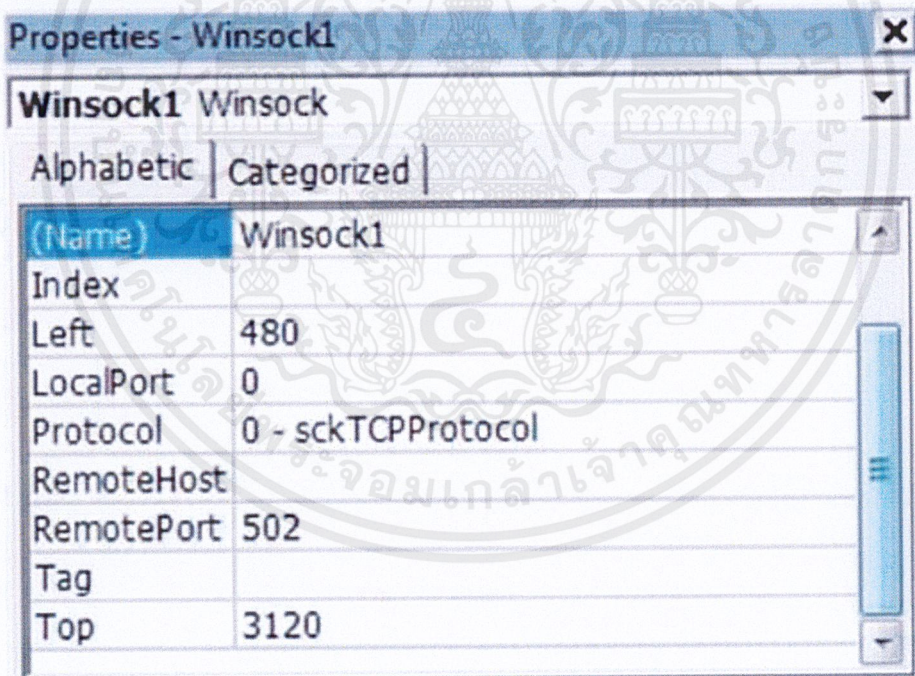 Properties - Winsock1
Winsock1 Winsock
Alphabetic Categorized
(Name) Winsock1
Index
Left 480
LocalPort 0
Protocol 0 - sckTCPProtocol
RemoteHost
RemotePort 502
Tag
Top 3120